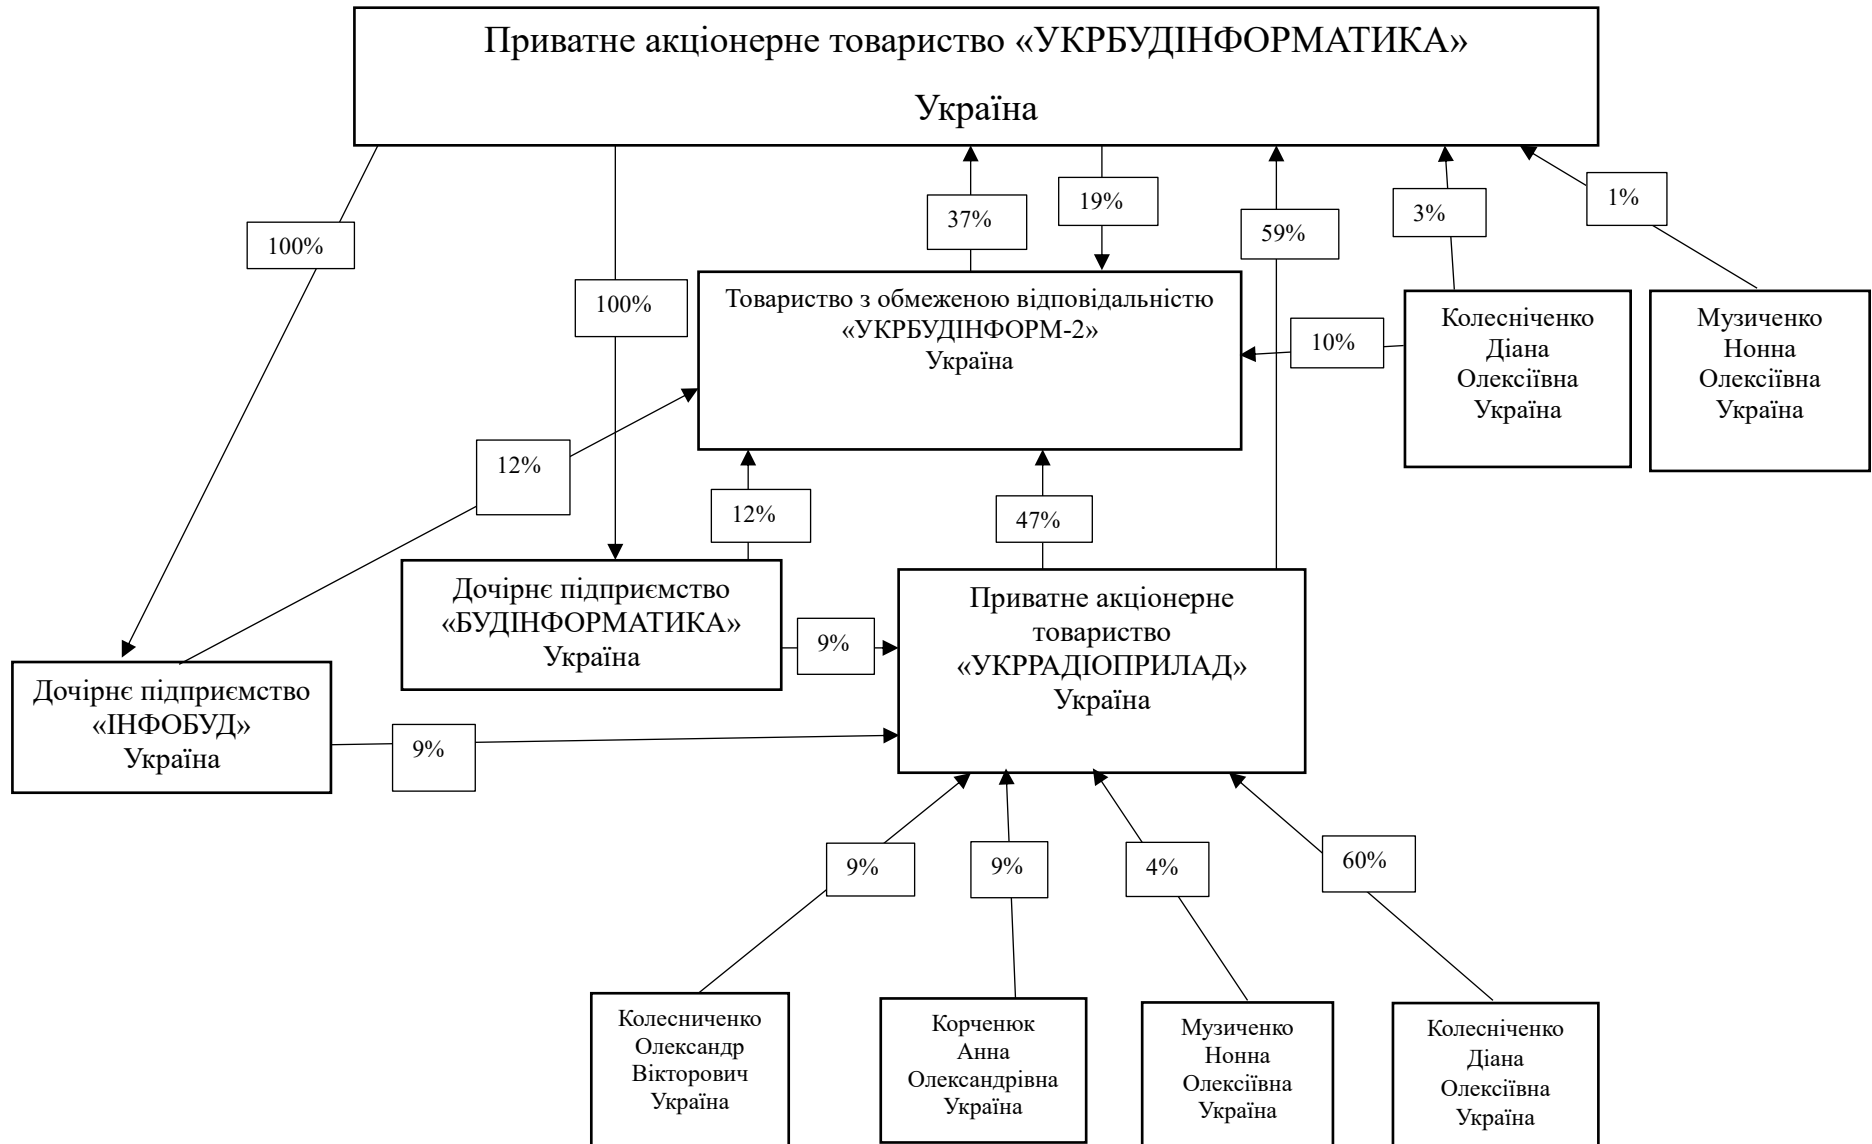 Приватне акціонерне товариство «УКРБУДІНФОРМАТИКА»
Україна
100%
100%
37%
19%
59%
3%
1%
Товариство з обмеженою відповідальністю
«УКРБУДІНФОРМ-2»
Україна
10%
Колесніченко
Діана
Олексіївна
Україна
Музиченко
Нонна
Олексіївна
Україна
12%
12%
47%
Дочірнє підприємство
«БУДІНФОРМАТИКА»
Україна
9%
Приватне акціонерне
товариство
«УКРРАДІОПРИЛАД»
Україна
Дочірнє підприємство
«ІНФОБУД»
Україна
9%
9%
9%
4%
60%
Колесниченко
Олександр
Вікторович
Україна
Корченюк
Анна
Олександрівна
Україна
Музиченко
Нонна
Олексіївна
Україна
Колесніченко
Діана
Олексіївна
Україна